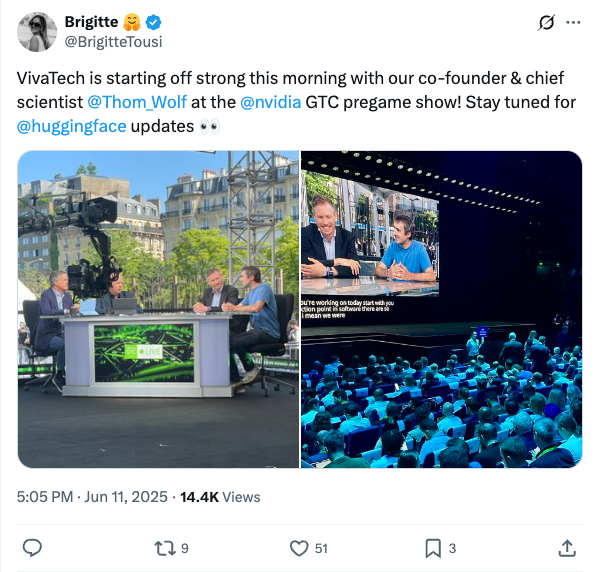 Brigitte 🤗
@BrigitteTousi
VivaTech is starting off strong this morning with our co-founder & chief
scientist @Thom_Wolf at the @nvidia GTC pregame show! Stay tuned for
@huggingface updates 👀
LIVE
ou're working on today start with you
ction point in software there are so
I mean we were
5:05 PM · Jun 11, 2025 · 14.4K Views
9
51
3